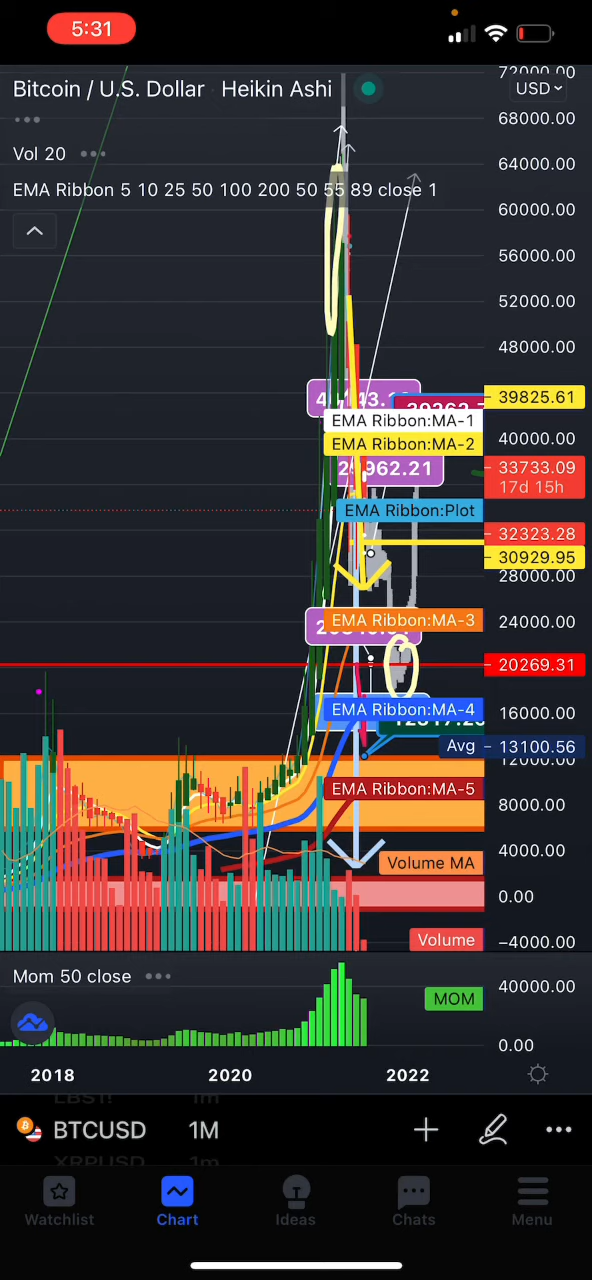 5:31
72000.00
Bitcoin / U.S. Dollar Heikin Ashi
USD
68000.00
Vol 20
64000.00
EMA Ribbon 5 10 25 50 100 200 50 55 89 close 1
60000.00
56000.00
52000.00
48000.00
39825.61
EMA Ribbon:MA-1
EMA Ribbon:MA-2
40000.00
33733.09
17d 15h
EMA Ribbon:Plot
32323.28
30929.95
28000.00
EMA Ribbon:MA-3
24000.00
20269.31
EMA Ribbon:MA-4
16000.00
Avg
13100.56
12000.00
EMA Ribbon:MA-5
8000.00
4000.00
Volume MA
0.00
Volume
−4000.00
Mom 50 close
40000.00
MOM
0.00
2018 2020 2022
BTCUSD 1M
Watchlist Chart Ideas Chats Menu